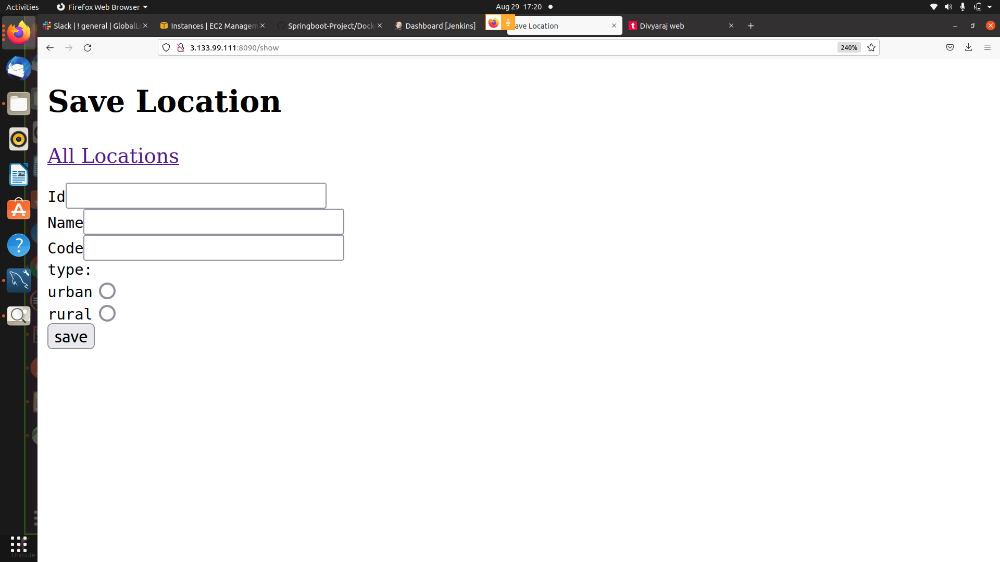 Activities Firefox Web Browser Aug 29 17:20
Slack | ! general | GlobalL Instances | EC2 Managem Springboot-Project/Dock Dashboard [Jenkins] ave Location Divyaraj web
3.133.99.111:8090/show 240%
Save Location
All Locations
Id
Name
Code
type:
urban
rural
save
Unmute